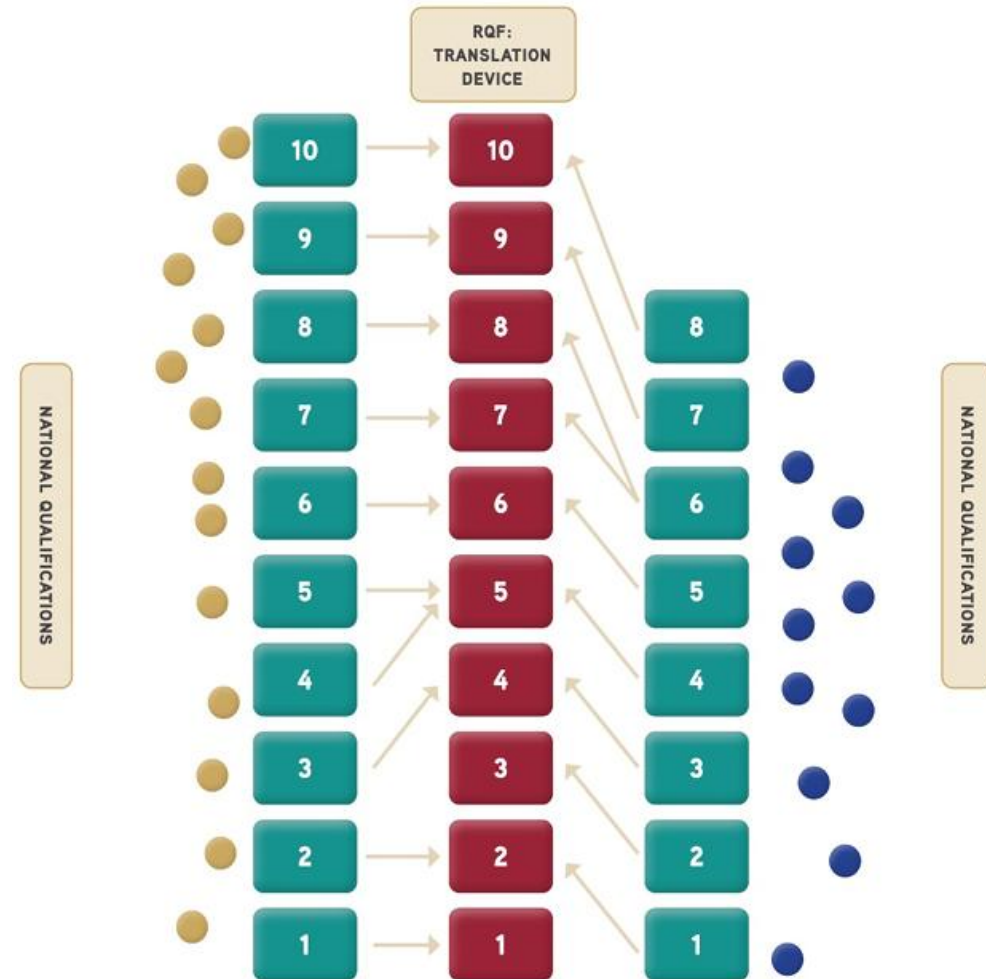 RQF:
TRANSLATION
DEVICE
10 10
9 9
8 8 8
7 7 7
6 6 6
5 5 5
4 4 4
3 3 3
2 2 2
1 1 1
NATIONAL QUALIFICATIONS
NATIONAL QUALIFICATIONS